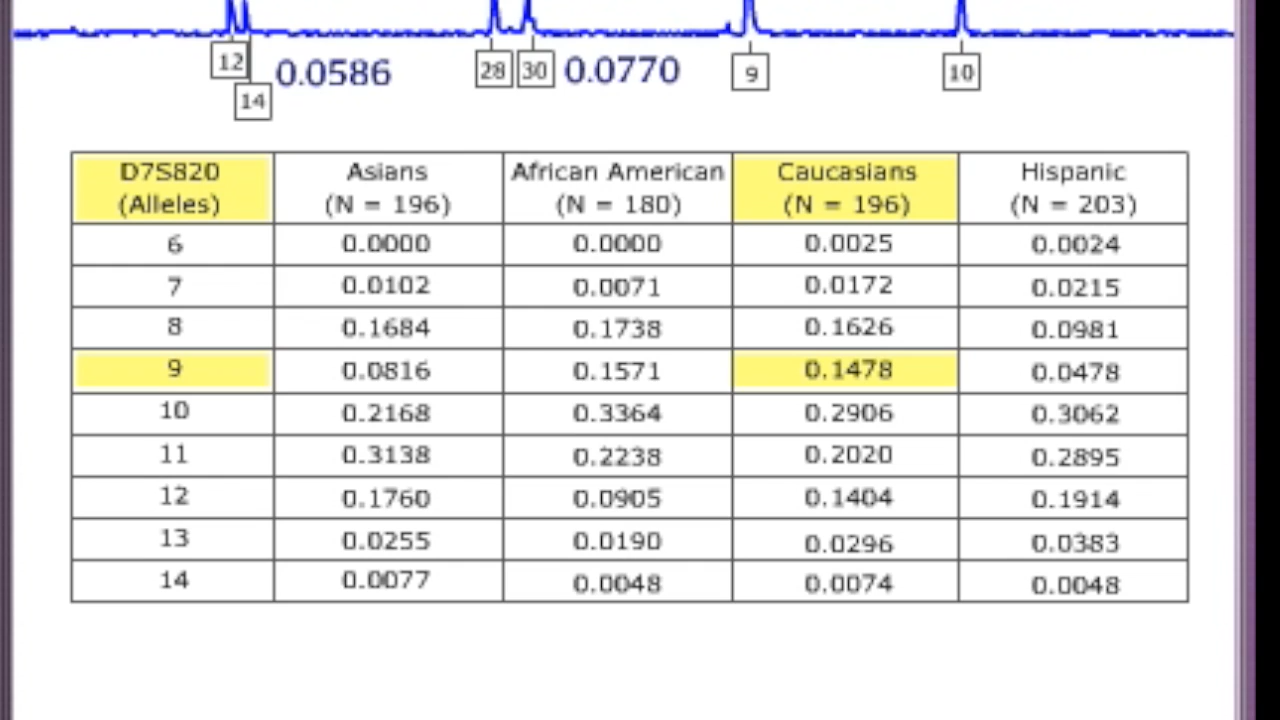 12 0.0586 28 30 0.0770 9 10
14
D7S820 Asians African American Caucasians Hispanic
(Alleles) (N = 196) (N = 180) (N = 196) (N = 203)
6 0.0000 0.0000 0.0025 0.0024
7 0.0102 0.0071 0.0172 0.0215
8 0.1684 0.1738 0.1626 0.0981
9 0.0816 0.1571 0.1478 0.0478
10 0.2168 0.3364 0.2906 0.3062
11 0.3138 0.2238 0.2020 0.2895
12 0.1760 0.0905 0.1404 0.1914
13 0.0255 0.0190 0.0296 0.0383
14 0.0077 0.0048 0.0074 0.0048